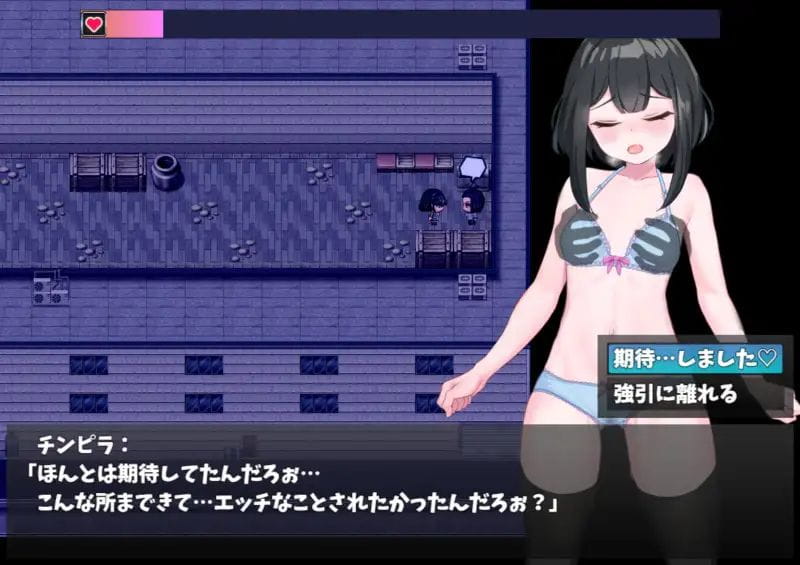 期待…しました♡
強引に離れる
チンピラ：
「ほんとは期待してたんだろぉ…
こんな所まできて…エッチなことされたかったんだろぉ？」